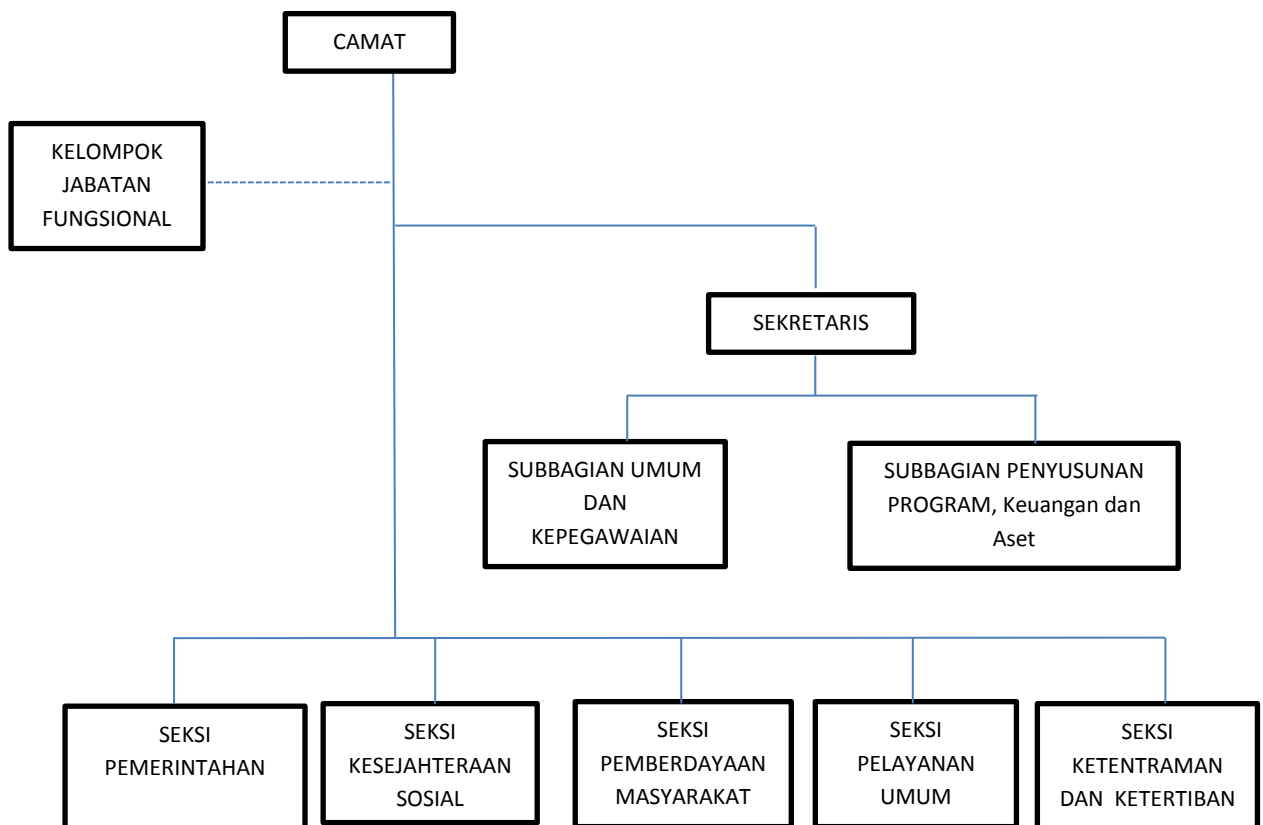 CAMAT
KELOMPOK
JABATAN
FUNGSIONAL
SEKRETARIS
SUBBAGIAN UMUM
DAN
KEPEGAWAIAN
SUBBAGIAN PENYUSUNAN
PROGRAM, Keuangan dan
Aset
SEKSI
PEMERINTAHAN
SEKSI
KESEJAHTERAAN
SOSIAL
SEKSI
PEMBERDAYAAN
MASYARAKAT
SEKSI
PELAYANAN
UMUM
SEKSI
KETENTRAMAN
DAN KETERTIBAN